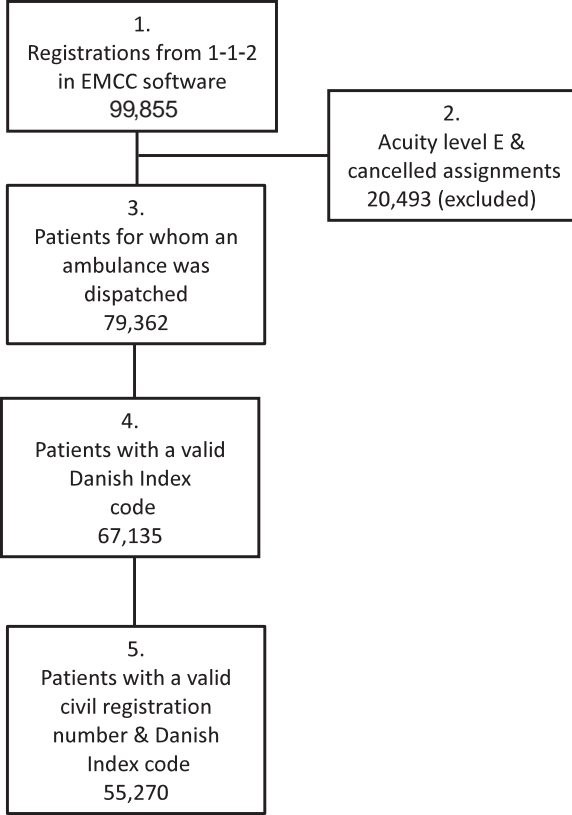 1.
Registrations from 1-1-2
in EMCC software
99,855
2.
Acuity level E &
cancelled assignments
20,493 (excluded)
3.
Patients for whom an
ambulance was
dispatched
79,362
4.
Patients with a valid
Danish Index
code
67,135
5.
Patients with a valid
civil registration
number & Danish
Index code
55,270